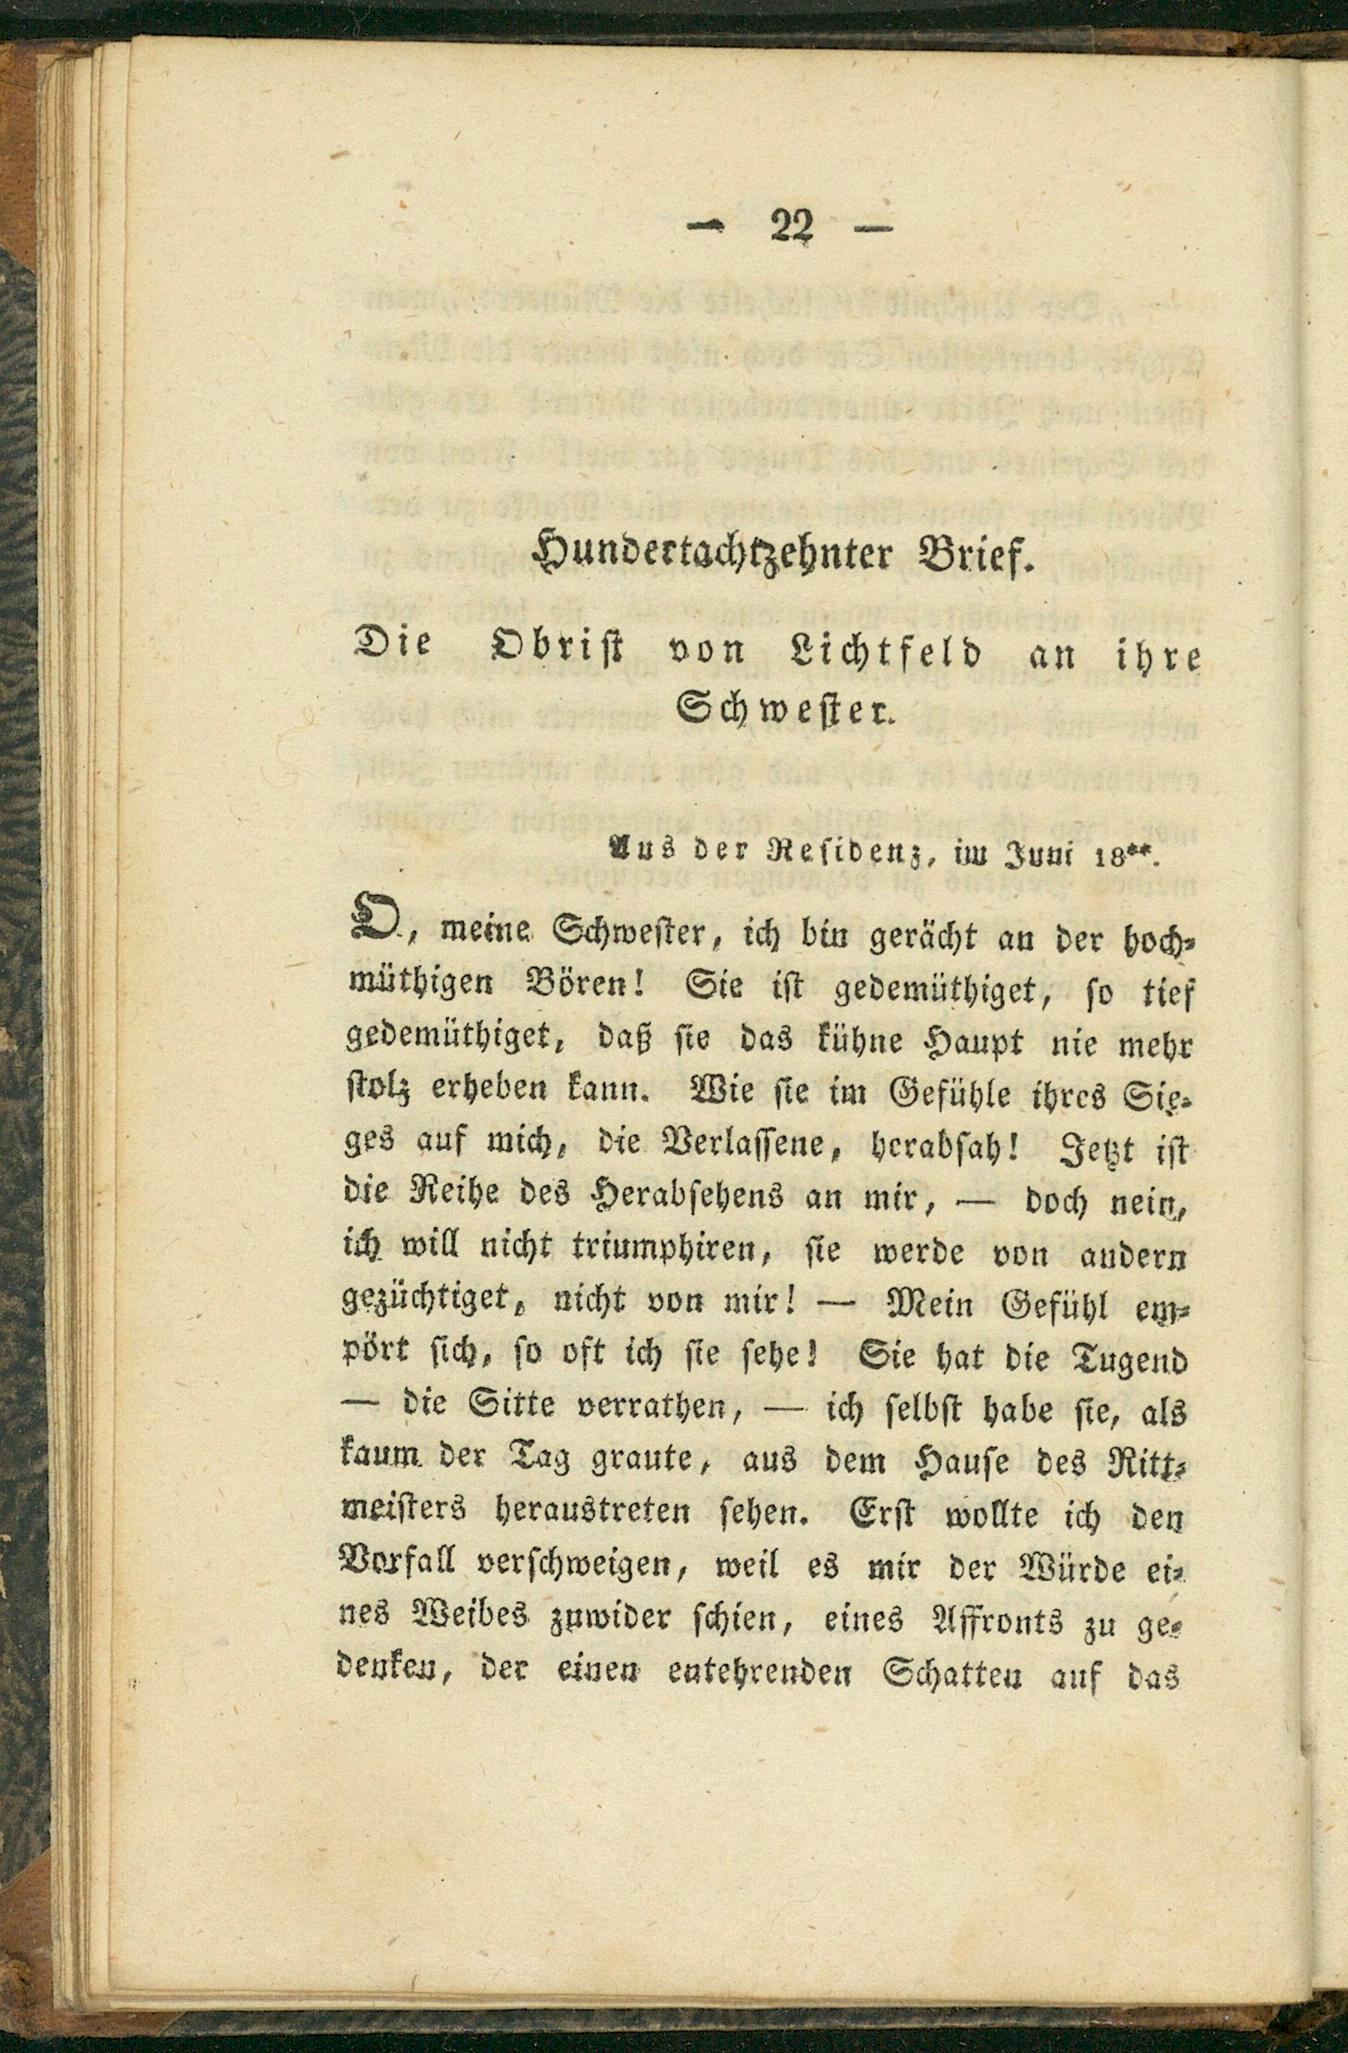 — 22 —
Hundertachtzehnter Brief.
Die Obrist von Lichtfeld an ihre
Schwester.
Aus der Residenz, im Juni 18**.
O, meine Schwester, ich bin gerächt an der hoch-
müthigen Bören! Sie ist gedemüthiget, so tief
gedemüthiget, daß sie das kühne Haupt nie mehr
stolz erheben kann. Wie sie im Gefühle ihres Sie-
ges auf mich, die Verlassene, herabsah! Jetzt ist
die Reihe des Herabsehens an mir, — doch nein,
ich will nicht triumphiren, sie werde von andern
gezüchtiget, nicht von mir! — Mein Gefühl em-
pört sich, so oft ich sie sehe! Sie hat die Tugend
— die Sitte verrathen, — ich selbst habe sie, als
kaum der Tag graute, aus dem Hause des Ritt-
meisters heraustreten sehen. Erst wollte ich den
Vorfall verschweigen, weil es mir der Würde ei-
nes Weibes zuwider schien, eines Affronts zu ge-
denken, der einen entehrenden Schatten auf das